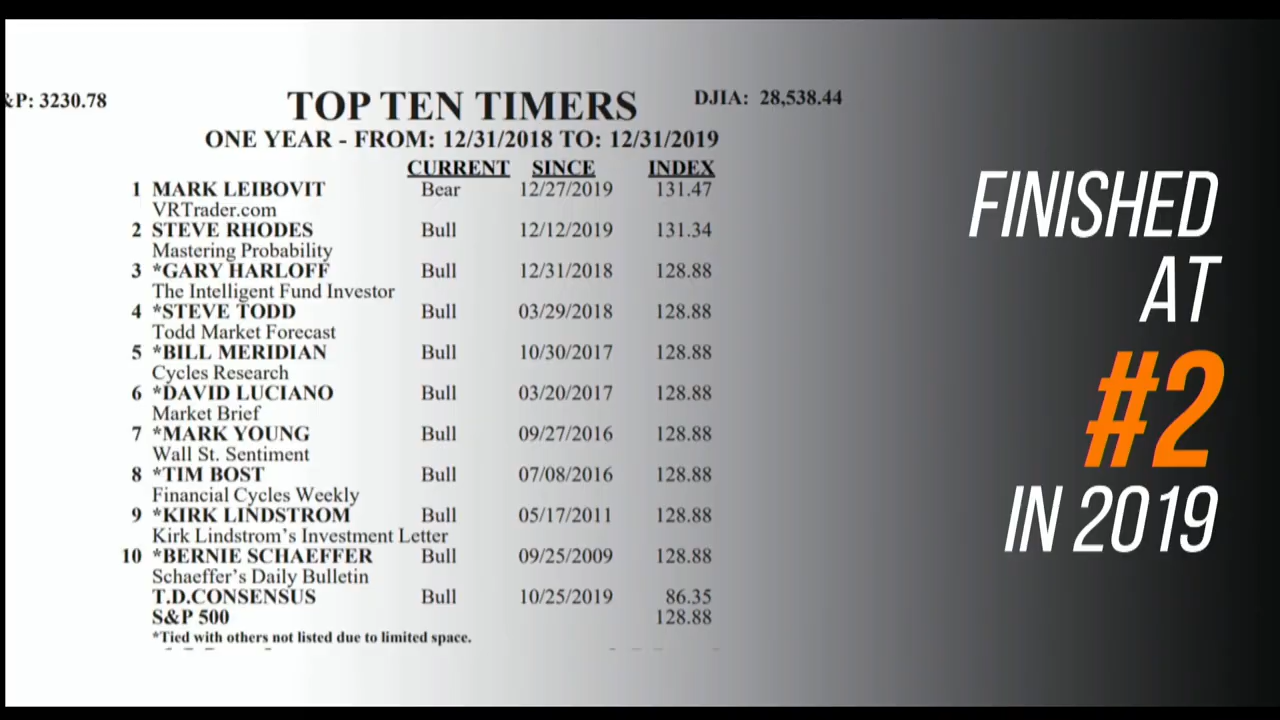 &P: 3230.78
TOP TEN TIMERS
DJIA: 28,538.44
ONE YEAR - FROM: 12/31/2018 TO: 12/31/2019
CURRENT SINCE INDEX
1 MARK LEIBOVIT Bear 12/27/2019 131.47
VRTrader.com
2 STEVE RHODES Bull 12/12/2019 131.34
Mastering Probability
3 *GARY HARLOFF Bull 12/31/2018 128.88
The Intelligent Fund Investor
4 *STEVE TODD Bull 03/29/2018 128.88
Todd Market Forecast
5 *BILL MERIDIAN Bull 10/30/2017 128.88
Cycles Research
6 *DAVID LUCIANO Bull 03/20/2017 128.88
Market Brief
7 *MARK YOUNG Bull 09/27/2016 128.88
Wall St. Sentiment
8 *TIM BOST Bull 07/08/2016 128.88
Financial Cycles Weekly
9 *KIRK LINDSTROM Bull 05/17/2011 128.88
Kirk Lindstrom's Investment Letter
10 *BERNIE SCHAEFFER Bull 09/25/2009 128.88
Schaeffer's Daily Bulletin
T.D.CONSENSUS Bull 10/25/2019 86.35
S&P 500 128.88
*Tied with others not listed due to limited space.
FINISHED
AT
#2
IN 2019